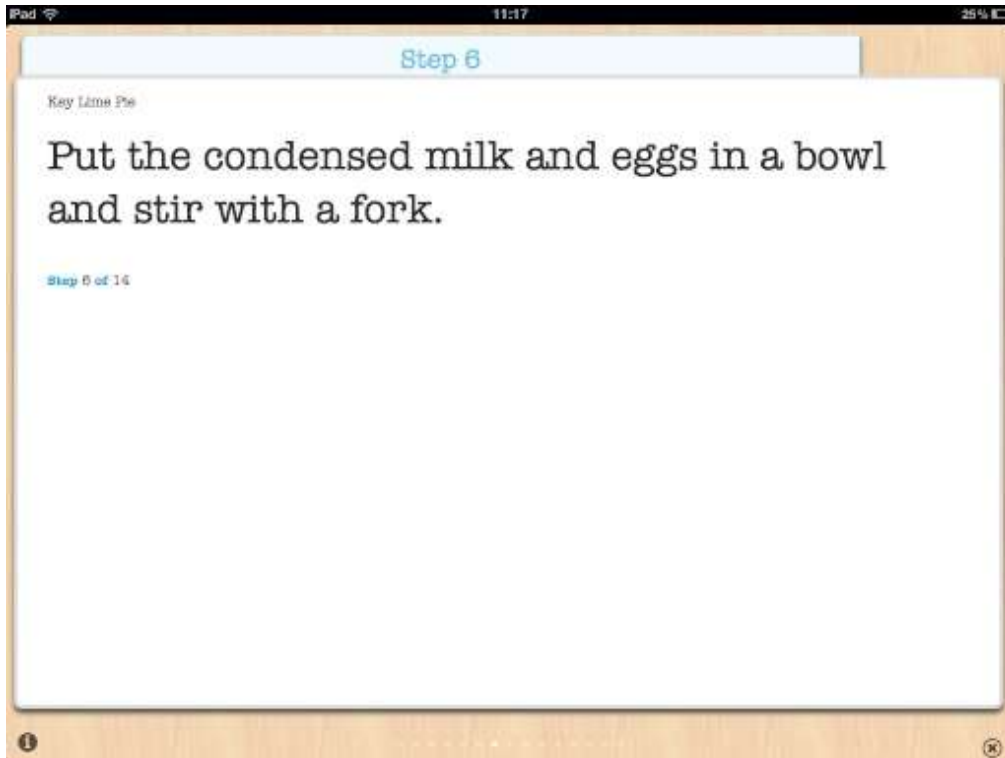 iPad 11:17 25%
Step 6
Key Lime Pie
Put the condensed milk and eggs in a bowl
and stir with a fork.
Step 6 of 14